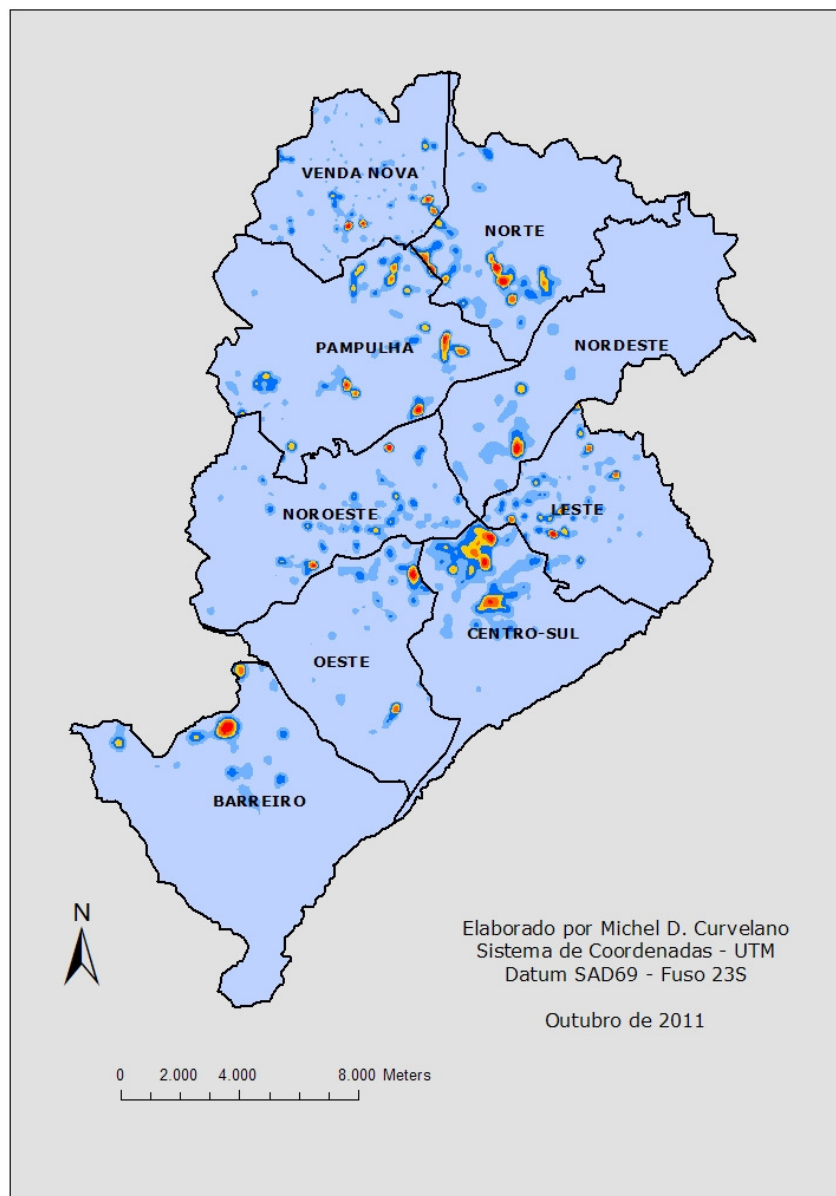 VENDA NOVA
NORTE
PAMPULHA
NORDESTE
NOROESTE
LESTE
CENTRO-SUL
OESTE
BARREIRO
N
Elaborado por Michel D. Curvelano
Sistema de Coordenadas - UTM
Datum SAD69 - Fuso 23S
Outubro de 2011
0 2.000 4.000 8.000 Meters